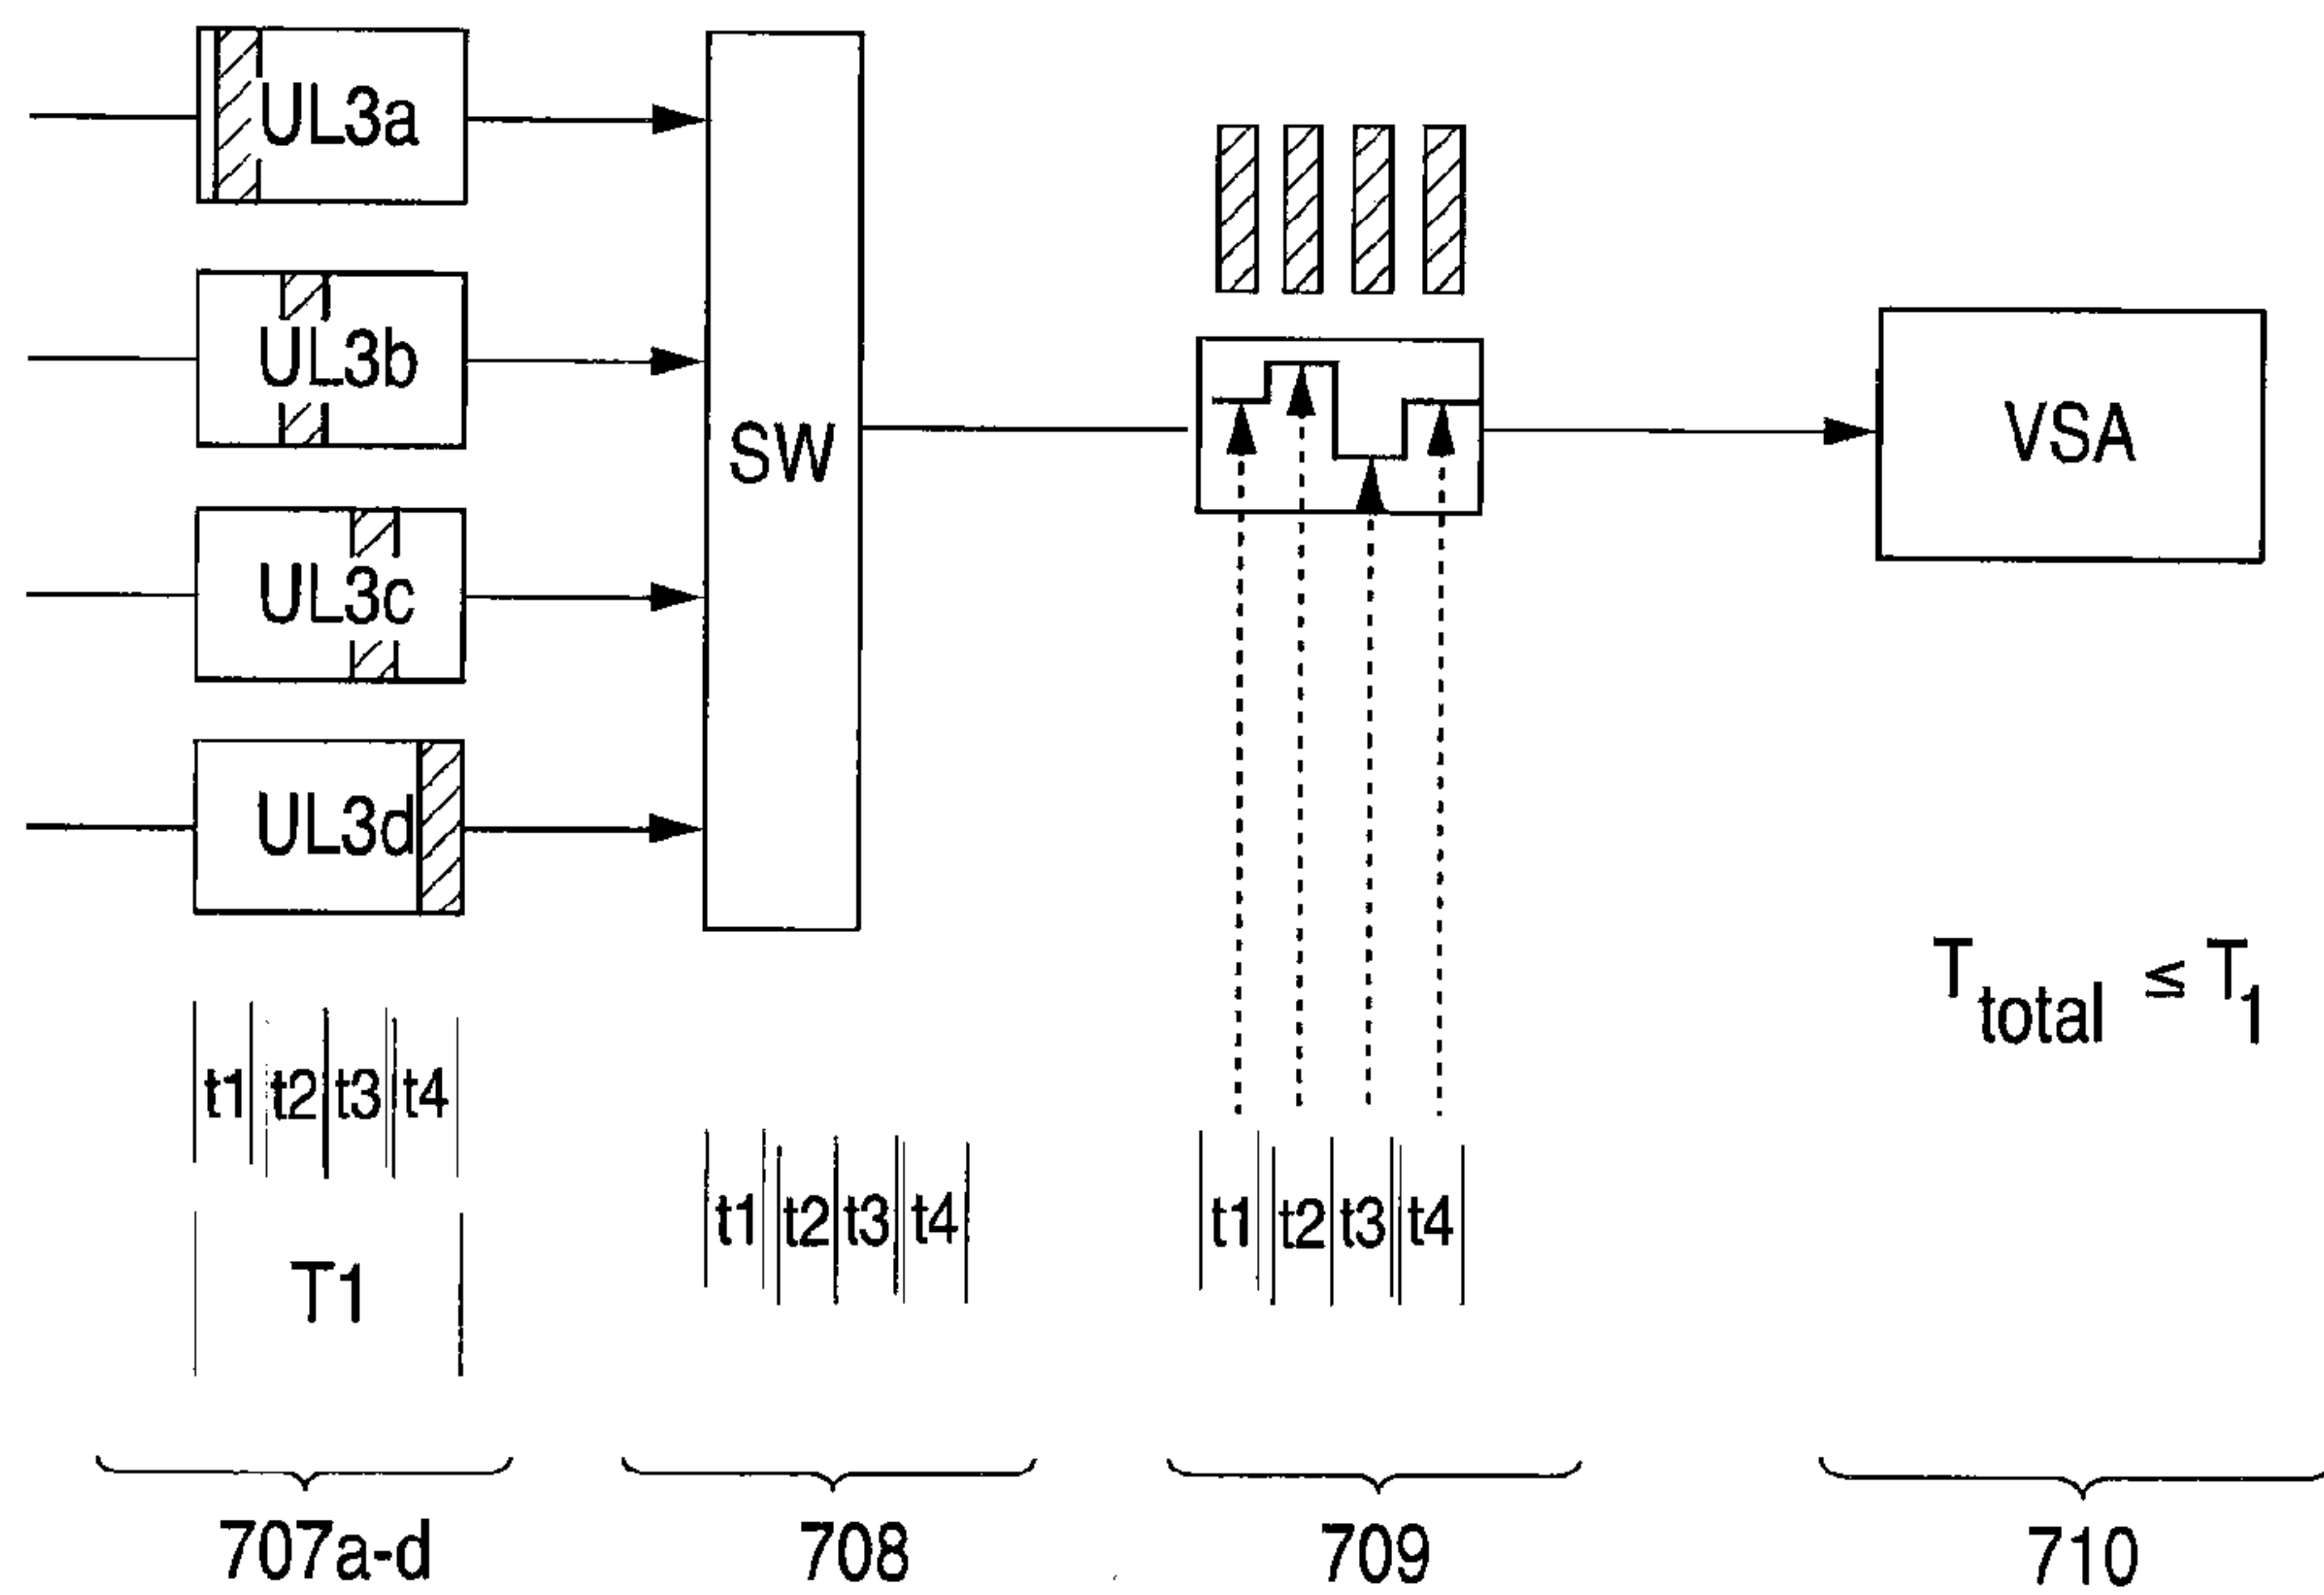 UL3a
UL3b
UL3c
UL3d
SW
VSA
T total ≤ T1
t1 t2 t3 t4
t1 t2 t3 t4
t1 t2 t3 t4
T1
707a-d
708
709
710